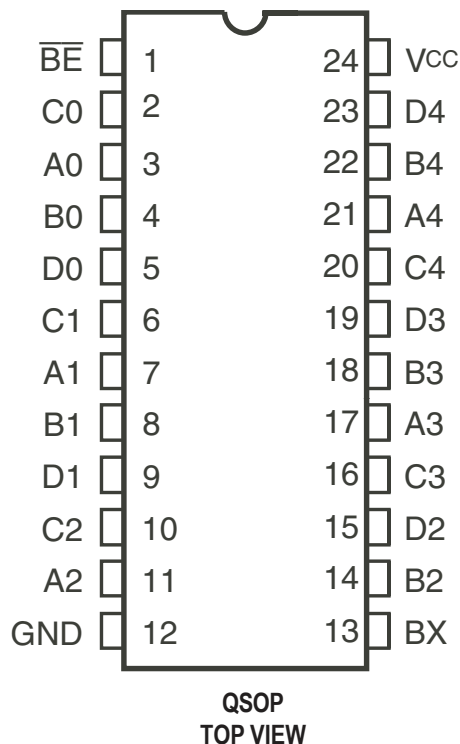 B̅E̅ 1 24 VCC
C0 2 23 D4
A0 3 22 B4
B0 4 21 A4
D0 5 20 C4
C1 6 19 D3
A1 7 18 B3
B1 8 17 A3
D1 9 16 C3
C2 10 15 D2
A2 11 14 B2
GND 12 13 BX
QSOP
TOP VIEW